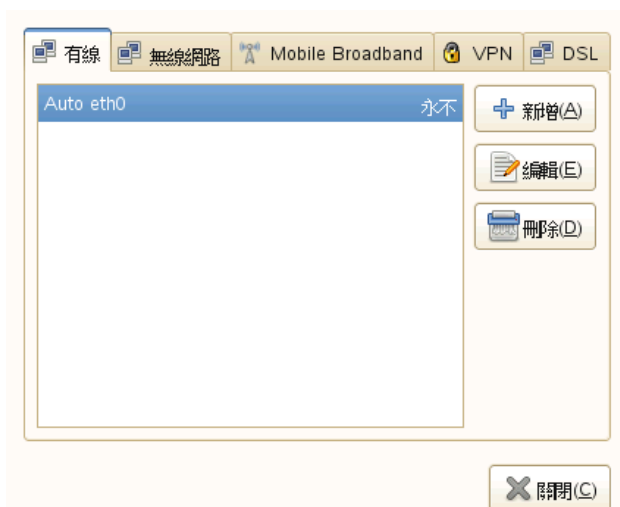 有線 無線網路 Mobile Broadband VPN DSL
Auto eth0 永不
新增(A)
編輯(E)
刪除(D)
關閉(C)